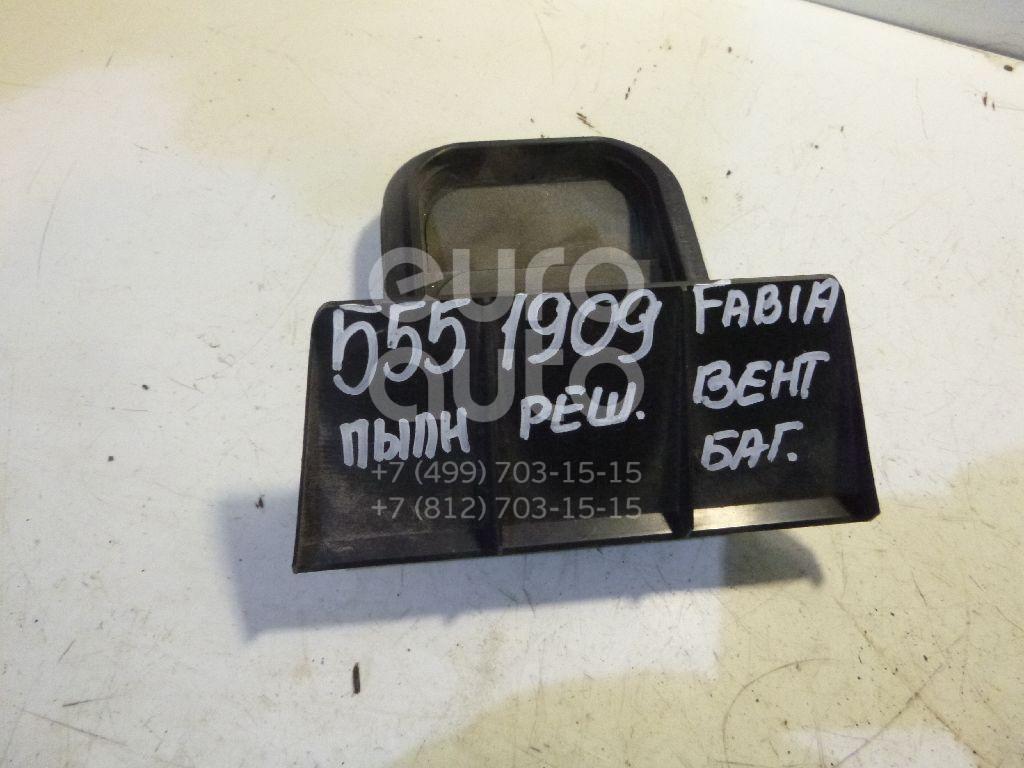 555 1909 FABIA
ПЫЛН РЕШ. ВЕНТ
БАГ.
euro
auto
+7 (499) 703-15-15
+7 (812) 703-15-15